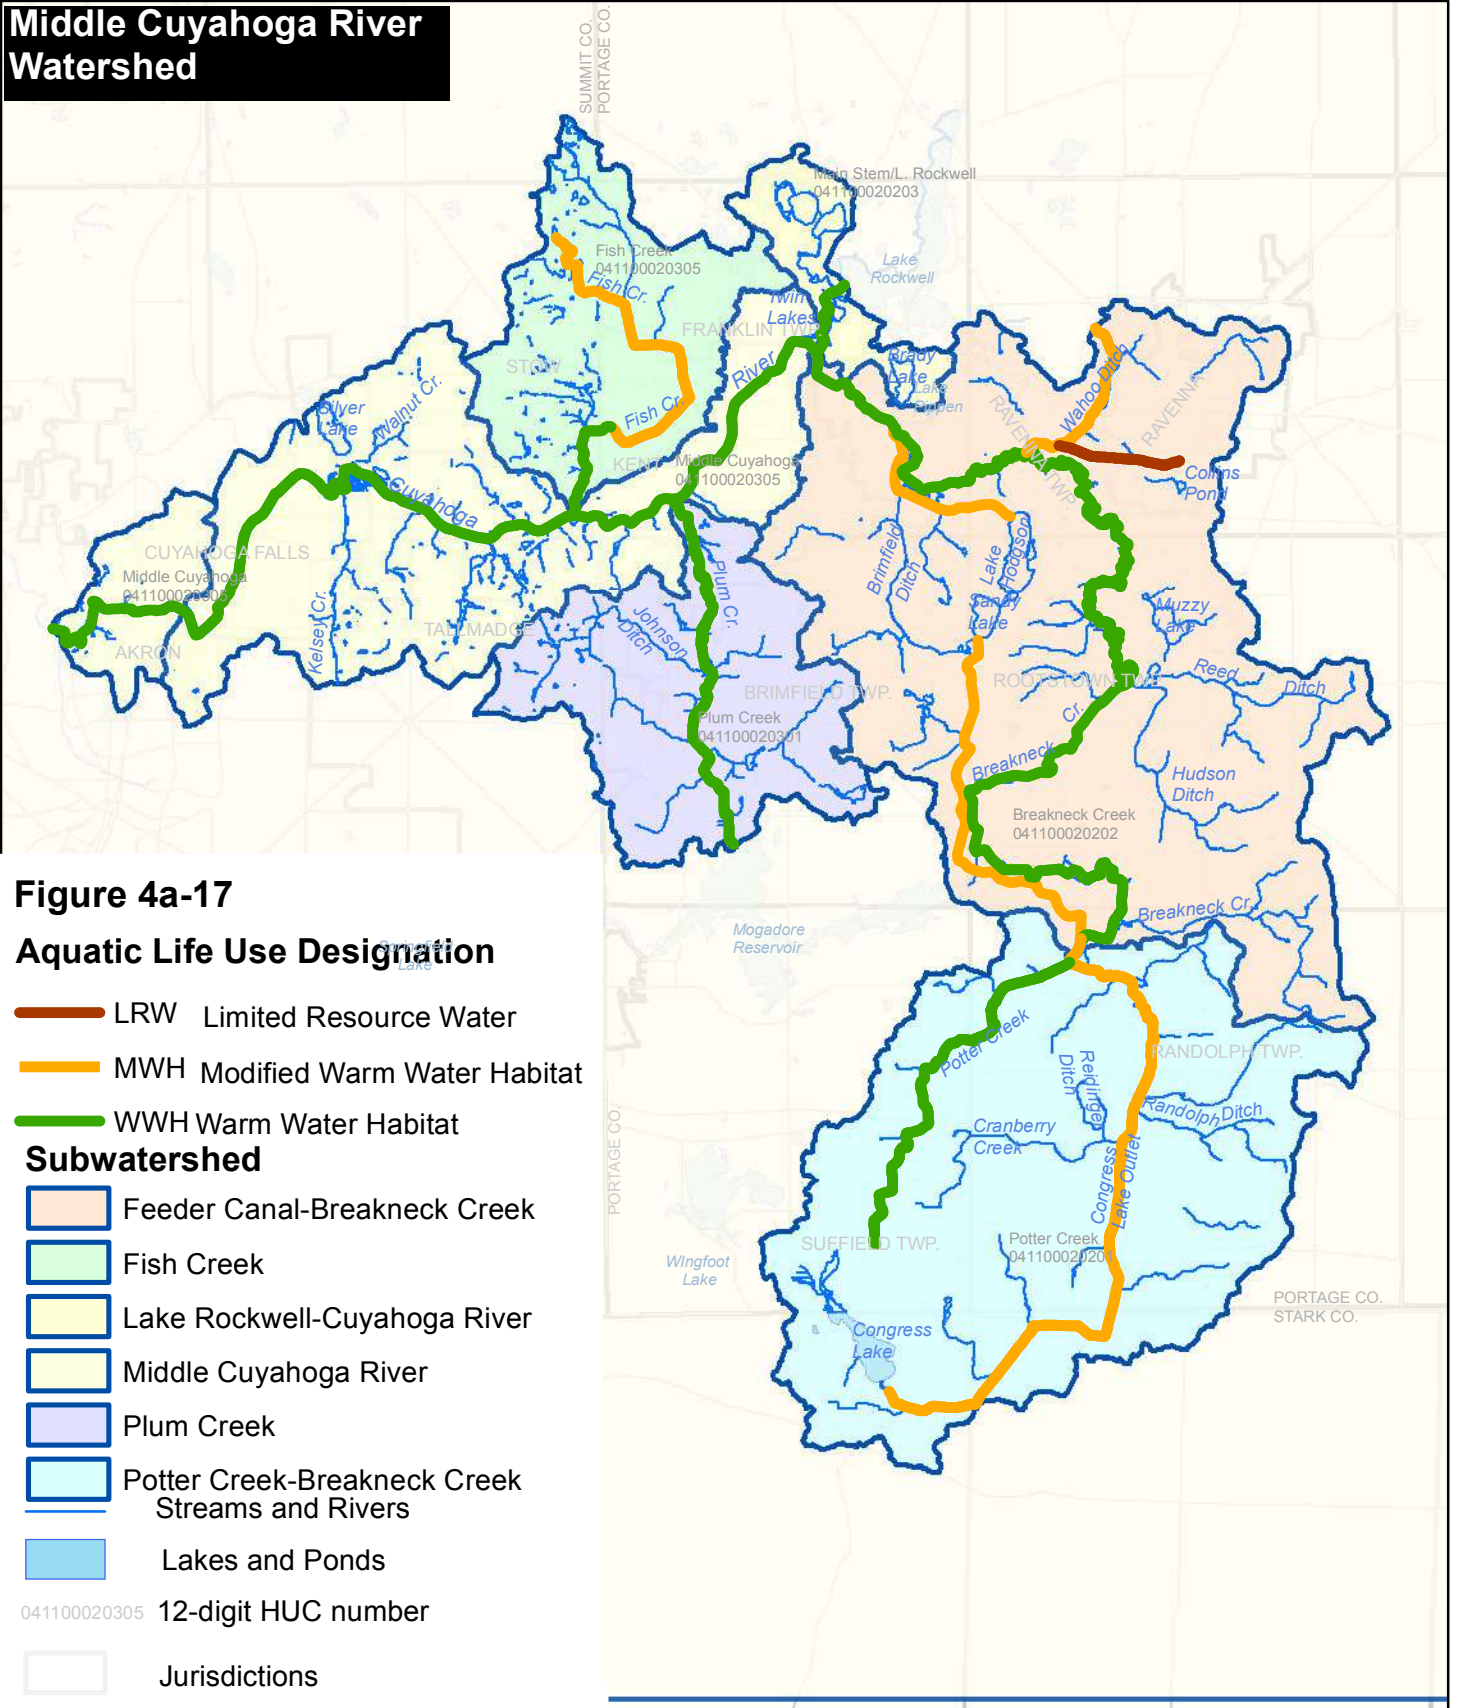 Middle Cuyahoga River
Watershed
SUMMIT CO.
PORTAGE CO.
Main Stem/L. Rockwell
041100020203
Fish Creek
041100020305
Fish Cr.
Lake
Rockwell
Twin
Lakes
FRANKLIN TWP.
STOW
River
Brady
Lake
Lake
Pippen
Wahoo Ditch
RAVENNA
RAVENNA TWP.
Silver
Lake
Walnut Cr.
Fish Cr.
KENT
Middle Cuyahoga
041100020305
Collins
Pond
Cuyahoga
CUYAHOGA FALLS
Middle Cuyahoga
041100020305
AKRON
Kelsey Cr.
TALLMADGE
Plum Cr.
Johnson
Ditch
Brimfield
Ditch
Lake
Hodgson
Sandy
Lake
Muzzy
Lake
Reed
Ditch
ROOTSTOWN TWP.
BRIMFIELD TWP.
Plum Creek
041100020301
Breakneck
Cr.
Hudson
Ditch
Breakneck Creek
041100020202
Breakneck Cr.
Mogadore
Reservoir
Springfield
Lake
Potter Creek
Reidinger
Ditch
RANDOLPH TWP.
Randolph Ditch
Cranberry
Creek
Congress
Lake Outlet
PORTAGE CO.
SUFFIELD TWP.
Potter Creek
041100020201
WIngfoot
Lake
PORTAGE CO.
STARK CO.
Congress
Lake
Figure 4a-17
Aquatic Life Use Designation
LRW Limited Resource Water
MWH Modified Warm Water Habitat
WWH Warm Water Habitat
Subwatershed
Feeder Canal-Breakneck Creek
Fish Creek
Lake Rockwell-Cuyahoga River
Middle Cuyahoga River
Plum Creek
Potter Creek-Breakneck Creek
Streams and Rivers
Lakes and Ponds
041100020305 12-digit HUC number
Jurisdictions